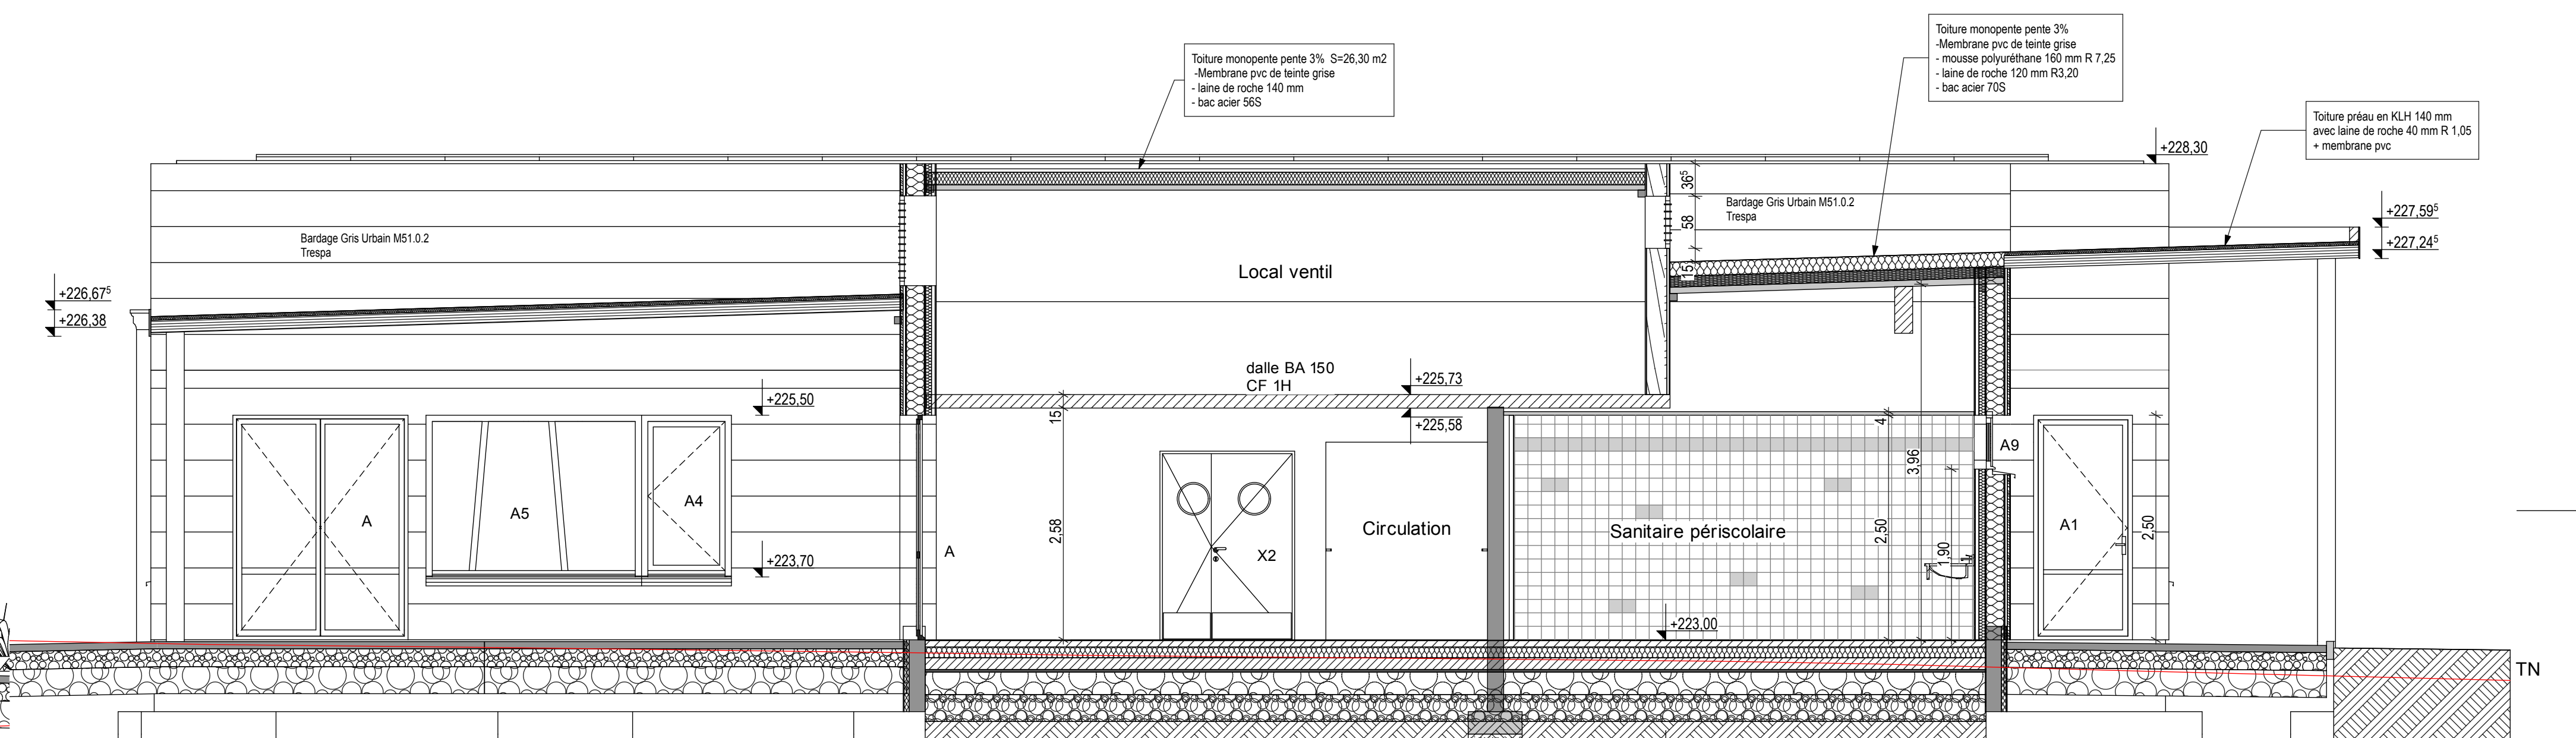 Toiture monopente pente 3%  S=26,30 m2
-Membrane pvc de teinte grise
- laine de roche 140 mm
- bac acier 56S
Toiture monopente pente 3%
-Membrane pvc de teinte grise
- mousse polyuréthane 160 mm R 7,25
- laine de roche 120 mm R3,20
- bac acier 70S
Toiture préau en KLH 140 mm
avec laine de roche 40 mm R 1,05
+ membrane pvc
+228,30
36⁵
58
15
Bardage Gris Urbain M51.0.2
Trespa
+227,59⁵
+227,24⁵
Bardage Gris Urbain M51.0.2
Trespa
Local ventil
+226,67⁵
+226,38
dalle BA 150
CF 1H
+225,73
+225,58
+225,50
15
4
3,96
A9
A
A5
A4
2,58
A
X2
Circulation
Sanitaire périscolaire
2,50
1,90
A1
2,50
+223,70
+223,00
TN